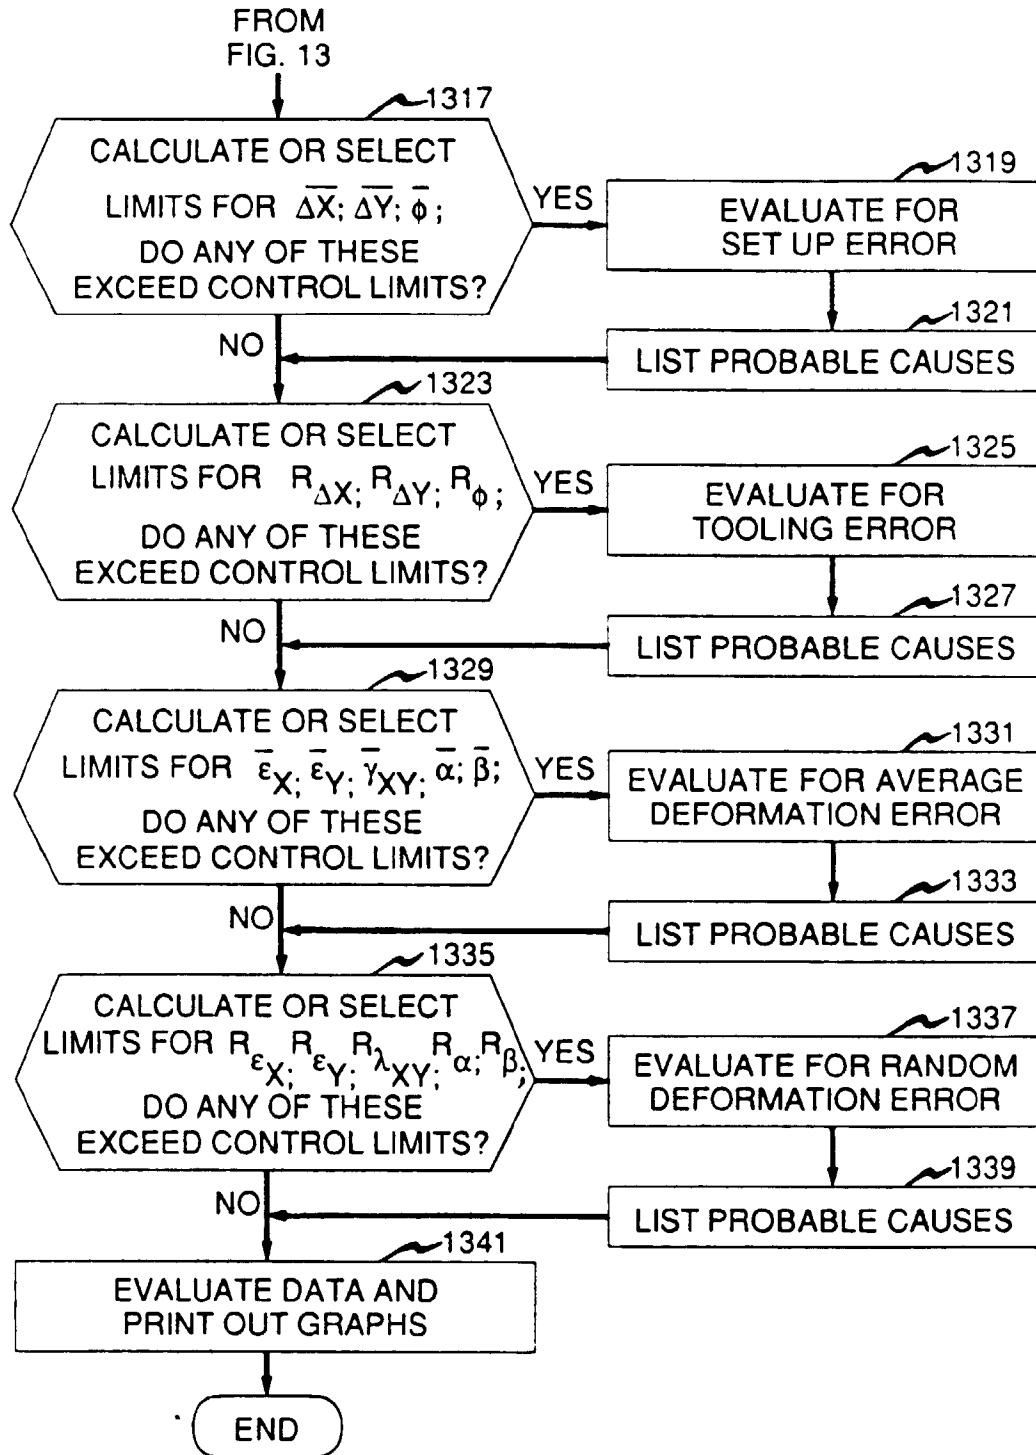 FROM
FIG. 13
1317
CALCULATE OR SELECT
LIMITS FOR Δ̅X̅; Δ̅Y̅; ϕ̅;
DO ANY OF THESE
EXCEED CONTROL LIMITS?
YES
1319
EVALUATE FOR
SET UP ERROR
1321
LIST PROBABLE CAUSES
NO
1323
CALCULATE OR SELECT
LIMITS FOR R_ΔX; R_ΔY; R_ϕ;
DO ANY OF THESE
EXCEED CONTROL LIMITS?
YES
1325
EVALUATE FOR
TOOLING ERROR
1327
LIST PROBABLE CAUSES
NO
1329
CALCULATE OR SELECT
LIMITS FOR ε̅_X; ε̅_Y; γ̅_XY; α̅; β̅;
DO ANY OF THESE
EXCEED CONTROL LIMITS?
YES
1331
EVALUATE FOR AVERAGE
DEFORMATION ERROR
1333
LIST PROBABLE CAUSES
NO
1335
CALCULATE OR SELECT
LIMITS FOR R_εX; R_εY; R_λXY; R_α; R_β;
DO ANY OF THESE
EXCEED CONTROL LIMITS?
YES
1337
EVALUATE FOR RANDOM
DEFORMATION ERROR
1339
LIST PROBABLE CAUSES
NO
1341
EVALUATE DATA AND
PRINT OUT GRAPHS
END